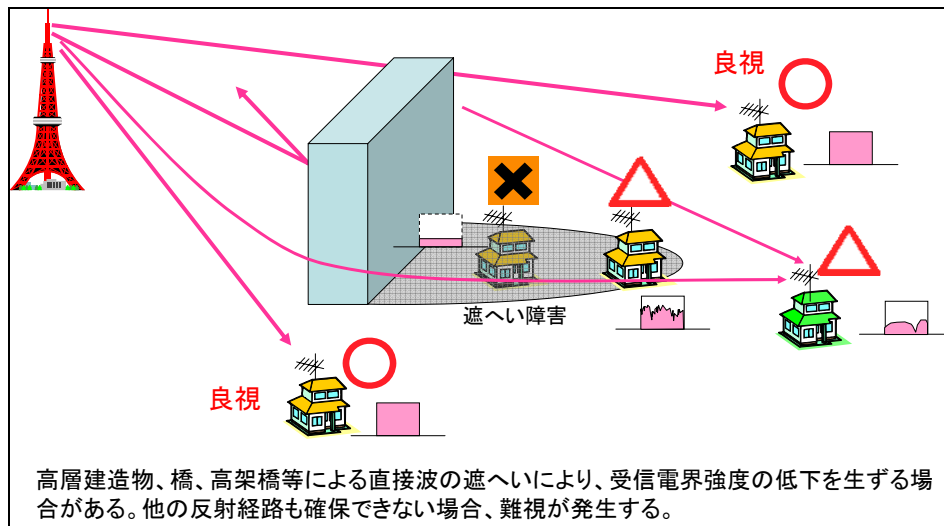 良視
遮へい障害
良視
高層建造物、橋、高架橋等による直接波の遮へいにより、受信電界強度の低下を生ずる場
合がある。他の反射経路も確保できない場合、難視が発生する。